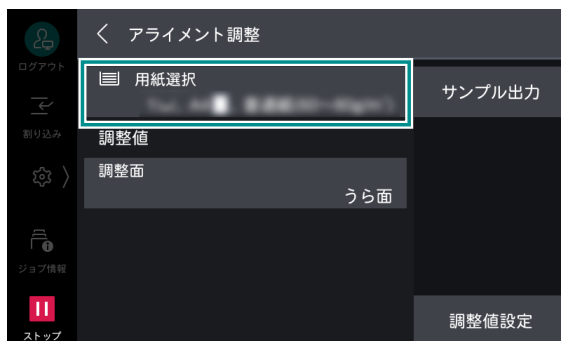 アライメント調整
ログアウト
用紙選択
サンプル出力
割り込み
調整値
調整面
うら面
ジョブ情報
ストップ
調整値設定